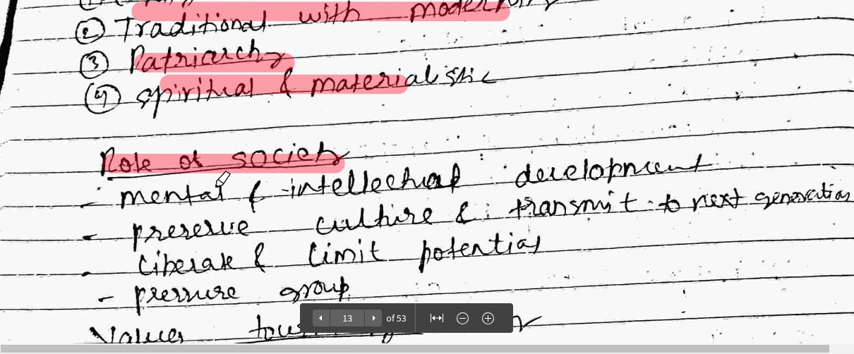 ② Traditional with modernity
③ Patriarchy
④ spiritual & materialistic
Role of society
- mental & intellectual development
- preserve culture & transmit to next generation
- liberate & limit potential
- pressure group
Values
13 of 53